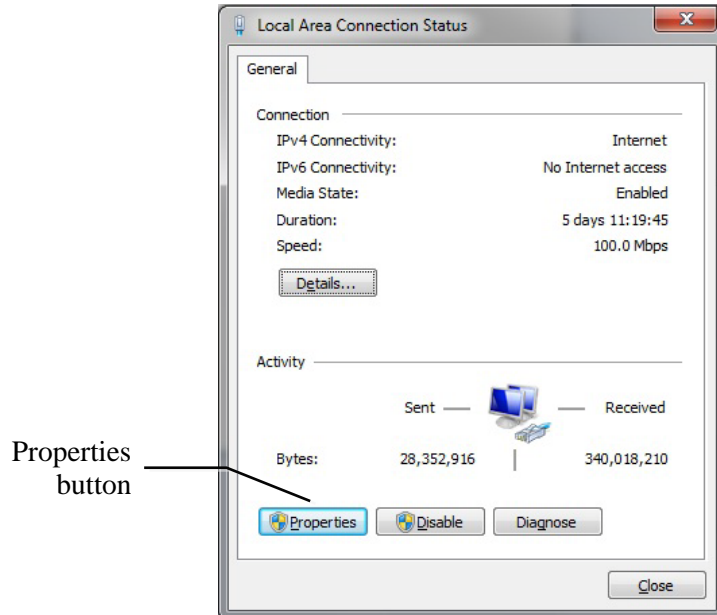 Local Area Connection Status
X
General
Connection
IPv4 Connectivity: Internet
IPv6 Connectivity: No Internet access
Media State: Enabled
Duration: 5 days 11:19:45
Speed: 100.0 Mbps
Details...
Activity
Sent Received
Bytes: 28,352,916 340,018,210
Properties Disable Diagnose
Close
Properties
button